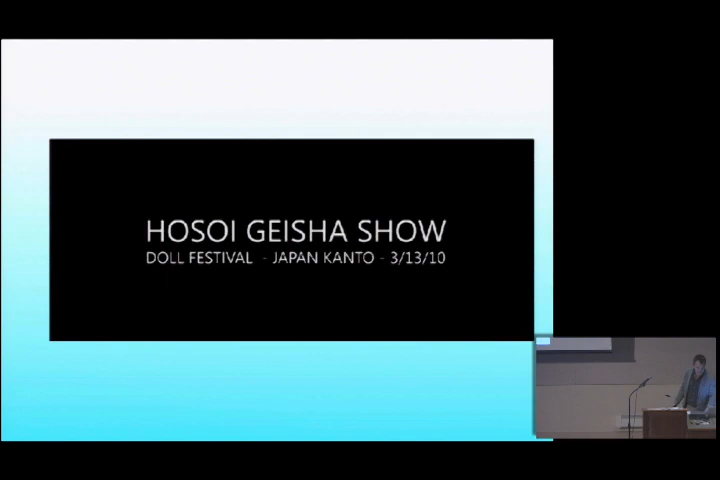 HOSOI GEISHA SHOW
DOLL FESTIVAL - JAPAN KANTO - 3/13/10